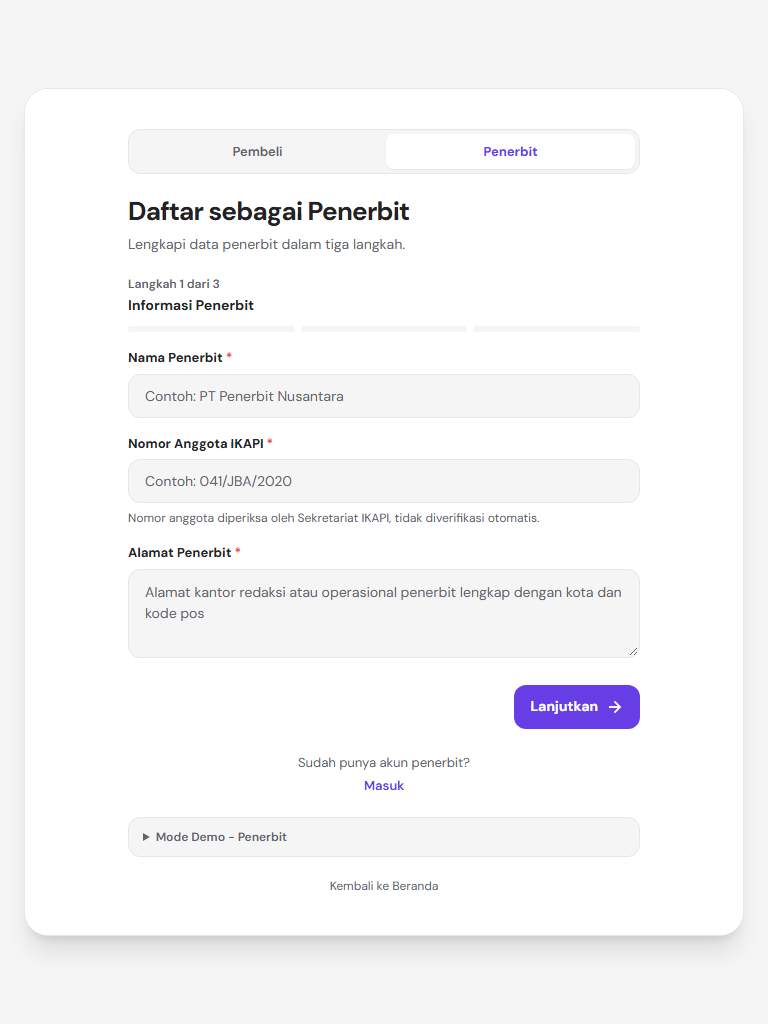 Pembeli
Penerbit
Daftar sebagai Penerbit
Lengkapi data penerbit dalam tiga langkah.
Langkah 1 dari 3
Informasi Penerbit
Nama Penerbit *
Contoh: PT Penerbit Nusantara
Nomor Anggota IKAPI *
Contoh: 041/JBA/2020
Nomor anggota diperiksa oleh Sekretariat IKAPI, tidak diverifikasi otomatis.
Alamat Penerbit *
Alamat kantor redaksi atau operasional penerbit lengkap dengan kota dan
kode pos
Lanjutkan →
Sudah punya akun penerbit?
Masuk
Mode Demo - Penerbit
Kembali ke Beranda